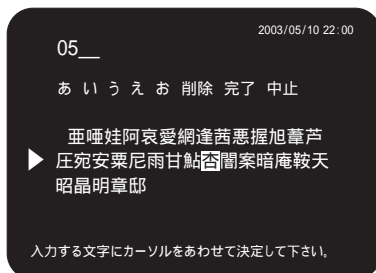 2003/05/10 22:00
05__
あ い う え お 削除 完了 中止
亜唖娃阿哀愛網逢茜悪握旭葦芦
圧宛安粟尼雨甘鮎杏闇案暗庵鞍天
昭晶明章邸
入力する文字にカーソルをあわせて決定して下さい。